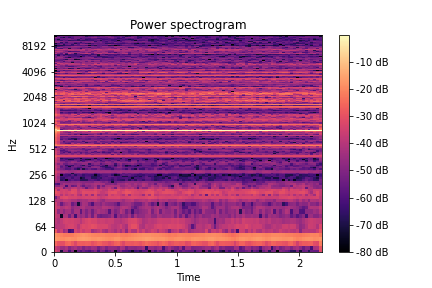 Power spectrogram
8192
4096
2048
1024
512
256
128
64
0
Hz
0
0.5
1
1.5
2
Time
-10 dB
-20 dB
-30 dB
-40 dB
-50 dB
-60 dB
-70 dB
-80 dB